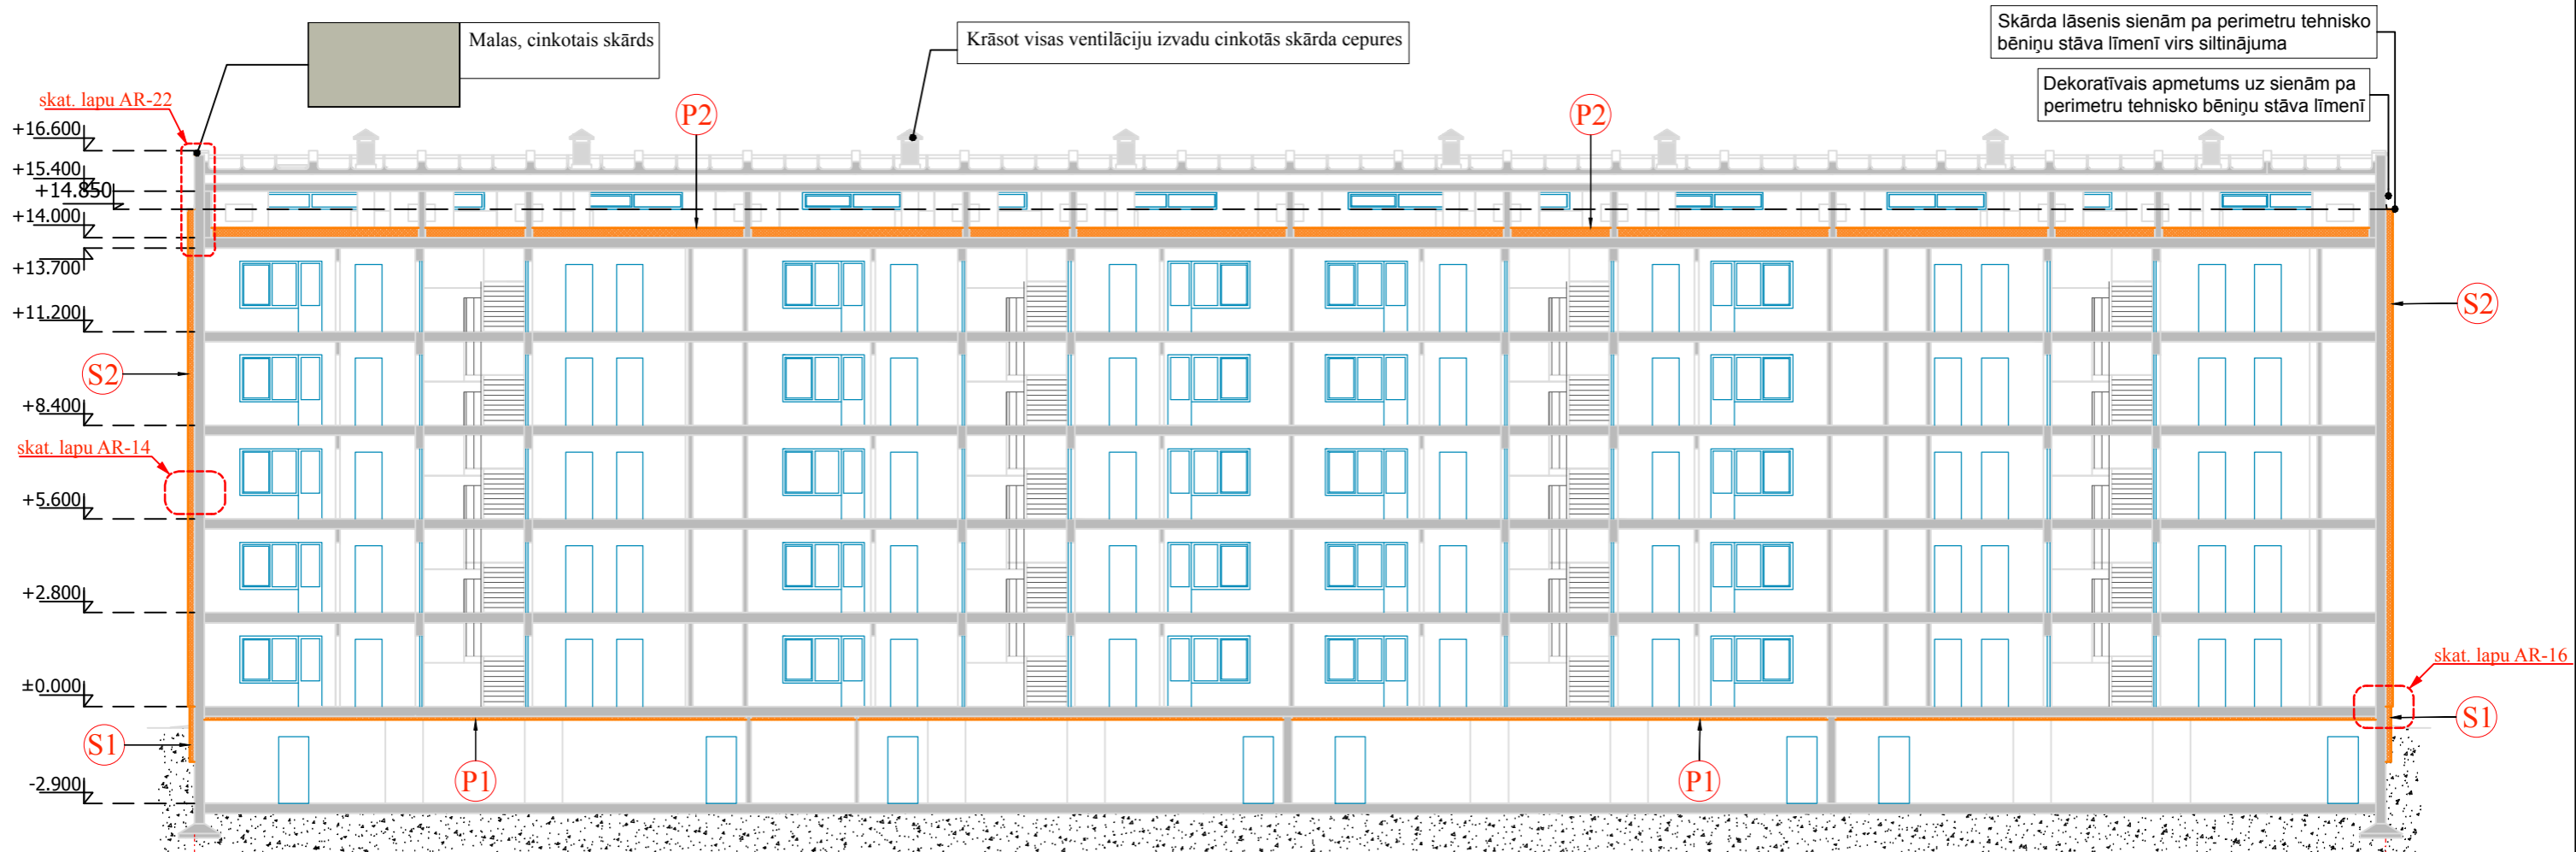 Malas, cinkotais skārds
Krāsot visas ventilāciju izvadu cinkotās skārda cepures
Skārda lāsenis sienām pa perimetru tehnisko
bēniņu stāva līmenī virs siltinājuma
Dekoratīvais apmetums uz sienām pa
perimetru tehnisko bēniņu stāva līmenī
skat. lapu AR-22
P2
P2
+16.600
+15.400
+14.850
+14.000
+13.700
+11.200
S2
S2
+8.400
skat. lapu AR-14
+5.600
+2.800
skat. lapu AR-16
±0.000
S1
S1
P1
P1
-2.900